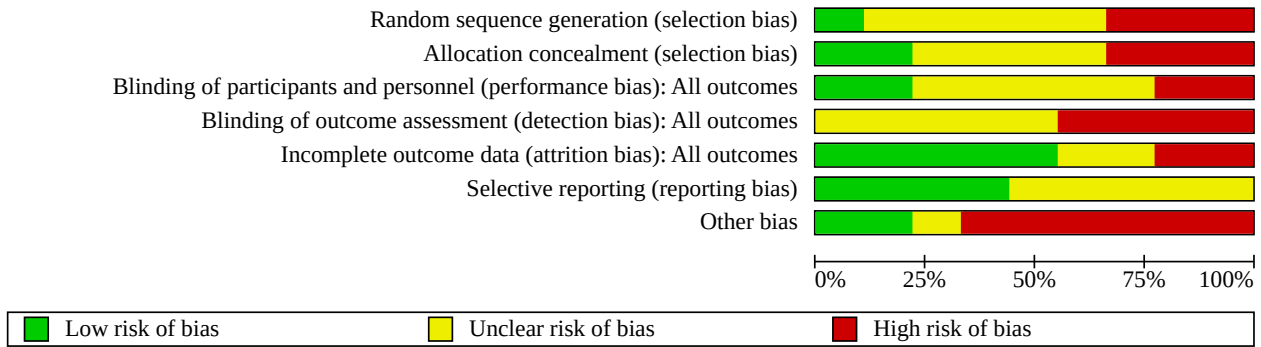 Random sequence generation (selection bias)
Allocation concealment (selection bias)
Blinding of participants and personnel (performance bias): All outcomes
Blinding of outcome assessment (detection bias): All outcomes
Incomplete outcome data (attrition bias): All outcomes
Selective reporting (reporting bias)
Other bias
0% 25% 50% 75% 100%
Low risk of bias Unclear risk of bias High risk of bias